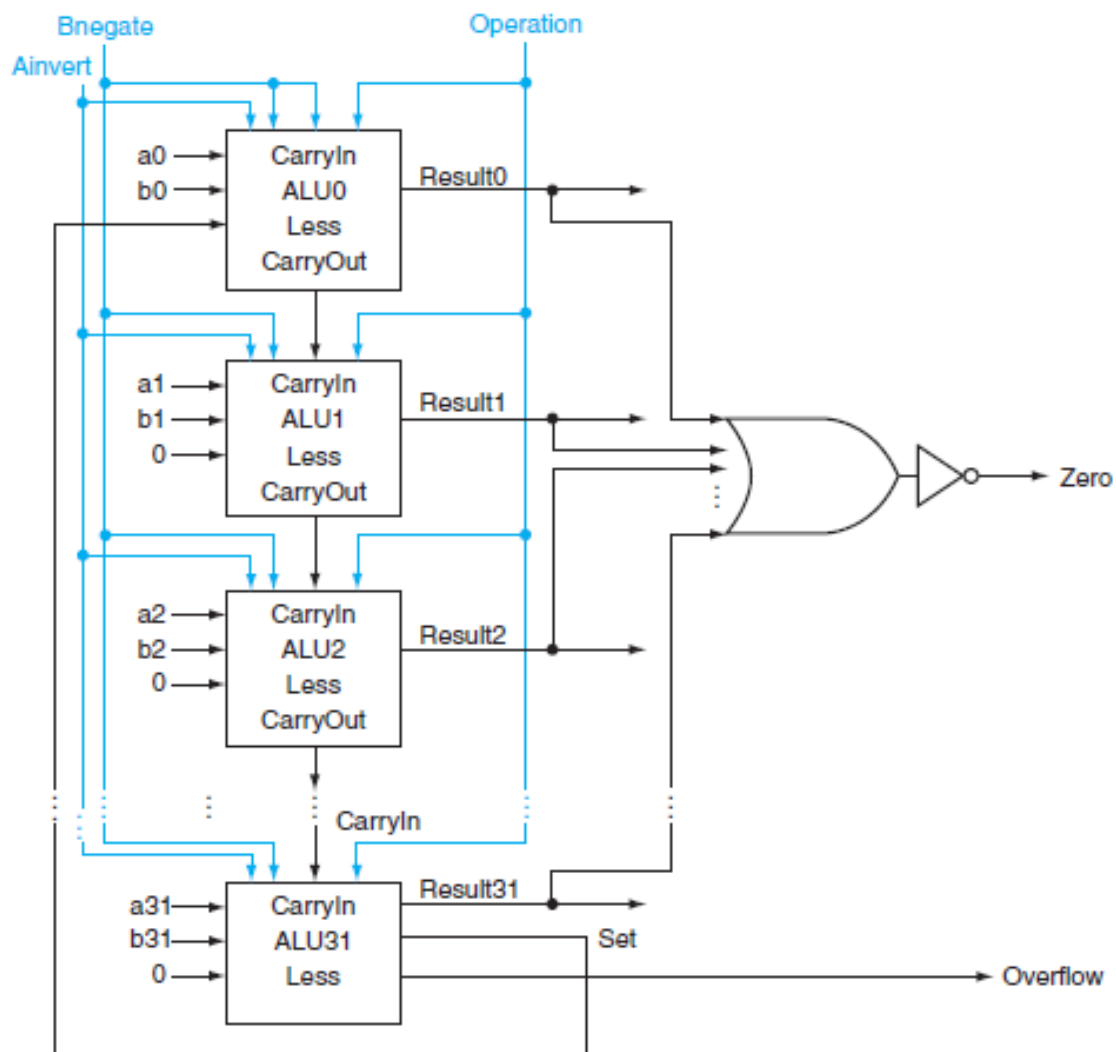 Bnegate
Operation
Ainvert
a0
b0
CarryIn
ALU0
Less
CarryOut
Result0
a1
b1
0
CarryIn
ALU1
Less
CarryOut
Result1
a2
b2
0
CarryIn
ALU2
Less
CarryOut
Result2
Zero
CarryIn
a31
b31
0
CarryIn
ALU31
Less
Result31
Set
Overflow